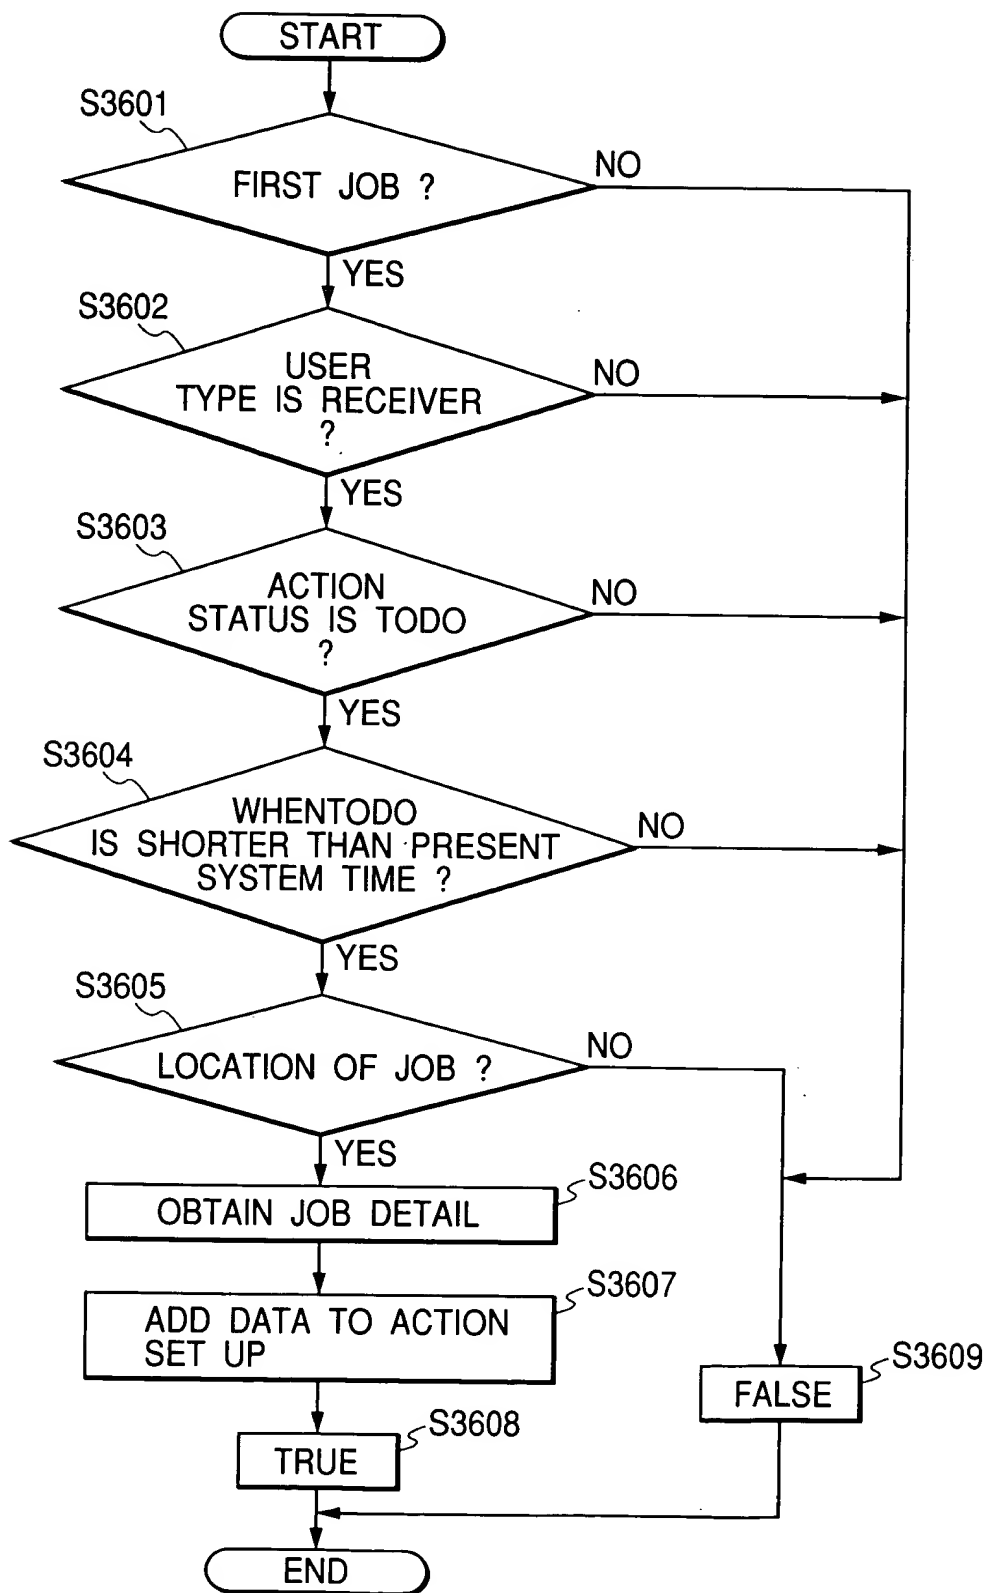 START
S3601
FIRST JOB ?
NO
YES
S3602
USER
TYPE IS RECEIVER
?
NO
YES
S3603
ACTION
STATUS IS TODO
?
NO
YES
S3604
WHENTODO
IS SHORTER THAN PRESENT
SYSTEM TIME ?
NO
YES
S3605
LOCATION OF JOB ?
NO
YES
S3606
OBTAIN JOB DETAIL
S3607
ADD DATA TO ACTION
SET UP
S3609
FALSE
S3608
TRUE
END